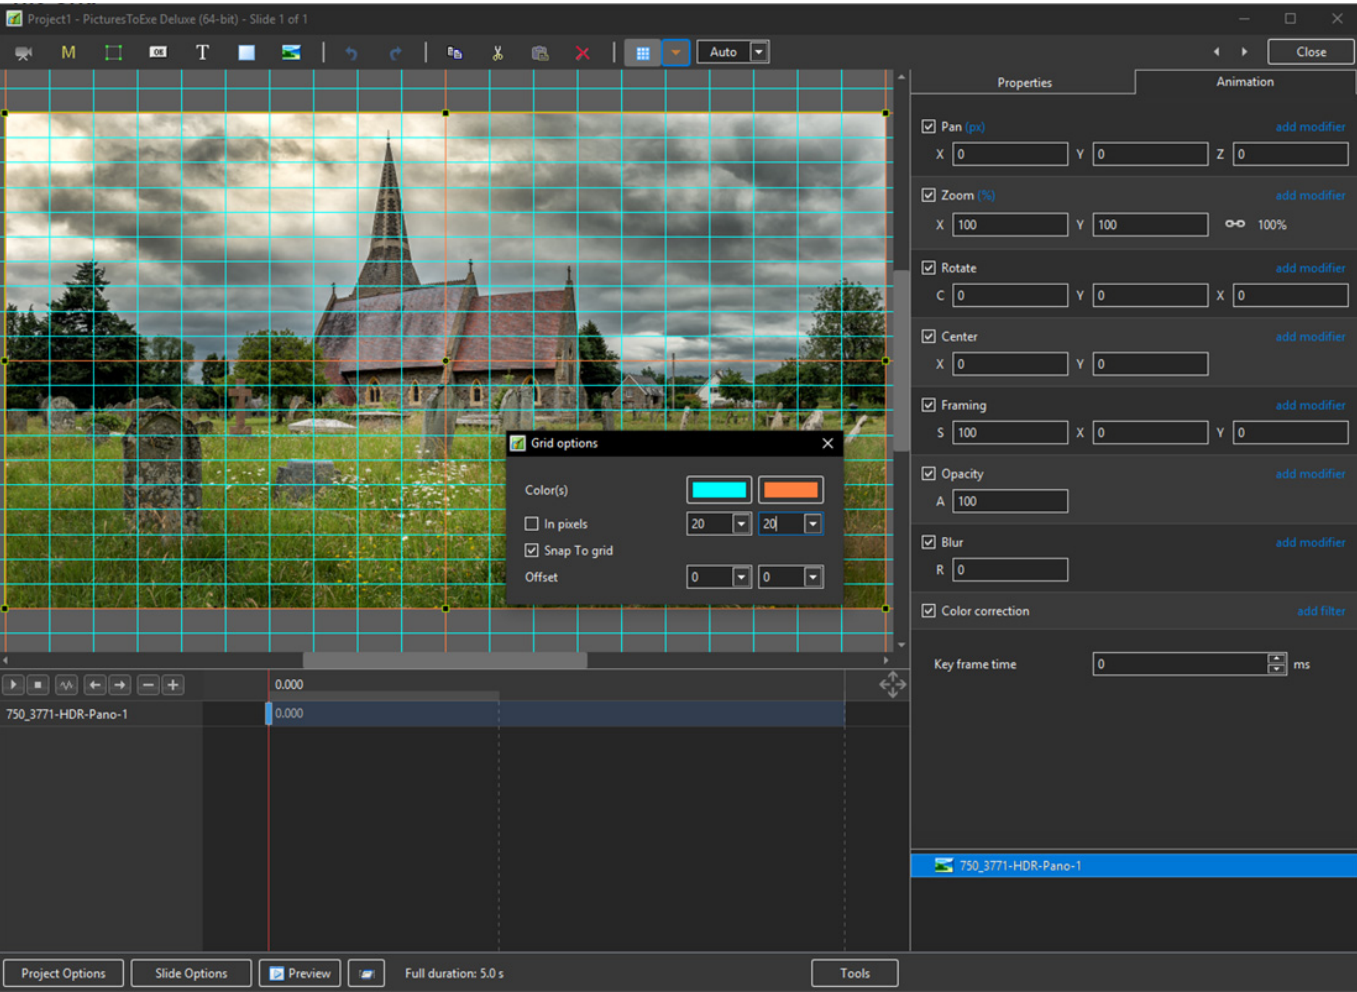 Project1 - PicturesToExe Deluxe (64-bit) - Slide 1 of 1
M OK T Auto Close
Properties Animation
Pan (px) add modifier
X 0 Y 0 Z 0
Zoom (%) add modifier
X 100 Y 100 100%
Rotate add modifier
C 0 Y 0 X 0
Center add modifier
X 0 Y 0
Framing add modifier
S 100 X 0 Y 0
Opacity add modifier
A 100
Blur add modifier
R 0
Color correction add filter
Key frame time 0 ms
Grid options
Color(s)
In pixels 20 20
Snap To grid
Offset 0 0
0.000
750_3771-HDR-Pano-1 0.000
750_3771-HDR-Pano-1
Project Options Slide Options Preview Full duration: 5.0 s Tools